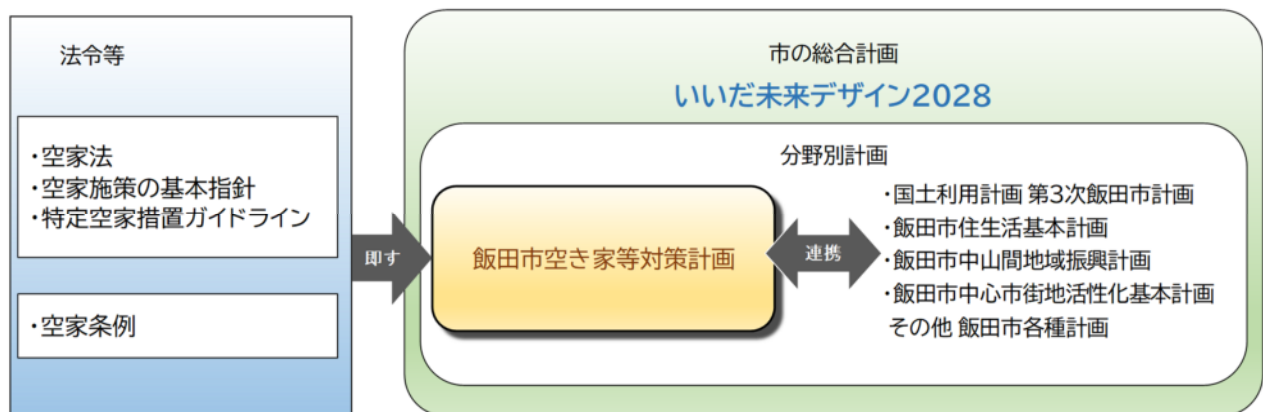 法令等
・空家法
・空家施策の基本指針
・特定空家措置ガイドライン
・空家条例
即す
市の総合計画
いいだ未来デザイン2028
分野別計画
飯田市空き家等対策計画
連携
・国土利用計画 第3次飯田市計画
・飯田市住生活基本計画
・飯田市中山間地域振興計画
・飯田市中心市街地活性化基本計画
その他 飯田市各種計画